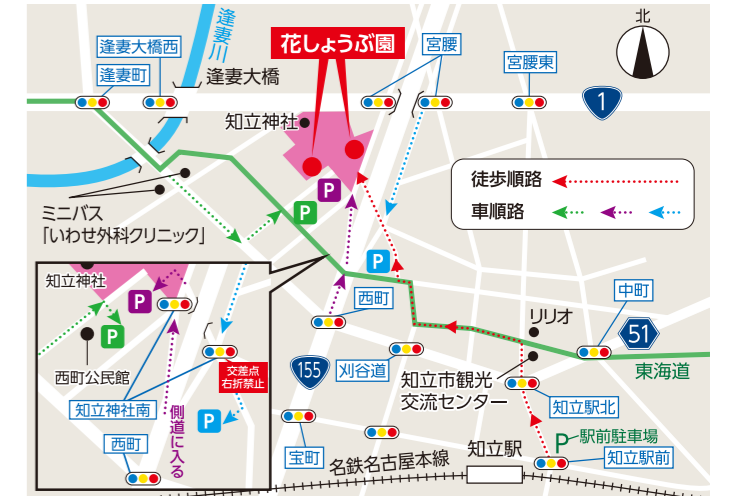 北
逢妻川
逢妻大橋西
逢妻町
逢妻大橋
花しょうぶ園
宮腰
宮腰東
1
知立神社
P
P
P
徒歩順路
車順路
ミニバス
「いわせ外科クリニック」
知立神社
P
P
西町公民館
交差点
右折禁止
知立神社南
P
側道に入る
西町
西町
155
刈谷道
リリオ
中町
51
東海道
知立市観光
交流センター
知立駅北
宝町
名鉄名古屋本線
知立駅
P
駅前駐車場
知立駅前